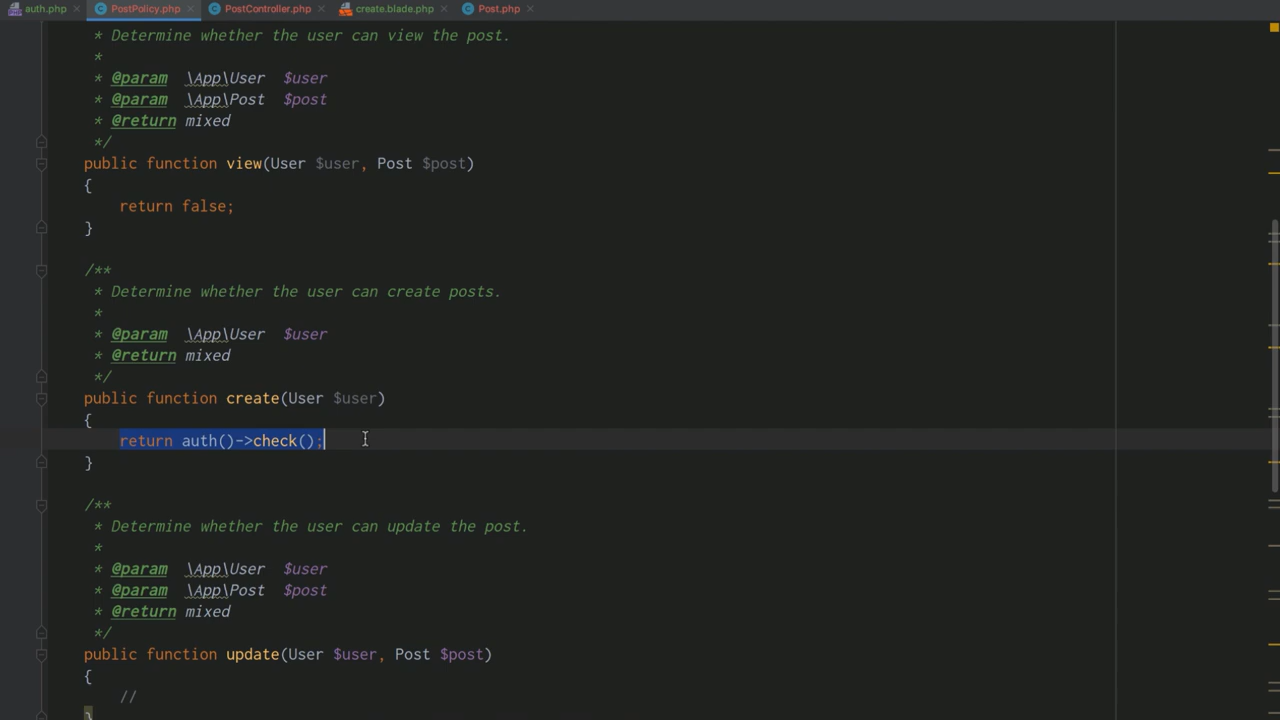 auth.php PostPolicy.php PostController.php create.blade.php Post.php
* Determine whether the user can view the post.
*
* @param \App\User $user
* @param \App\Post $post
* @return mixed
*/
public function view(User $user, Post $post)
{
return false;
}
/**
* Determine whether the user can create posts.
*
* @param \App\User $user
* @return mixed
*/
public function create(User $user)
{
return auth()->check();
}
/**
* Determine whether the user can update the post.
*
* @param \App\User $user
* @param \App\Post $post
* @return mixed
*/
public function update(User $user, Post $post)
{
//
}